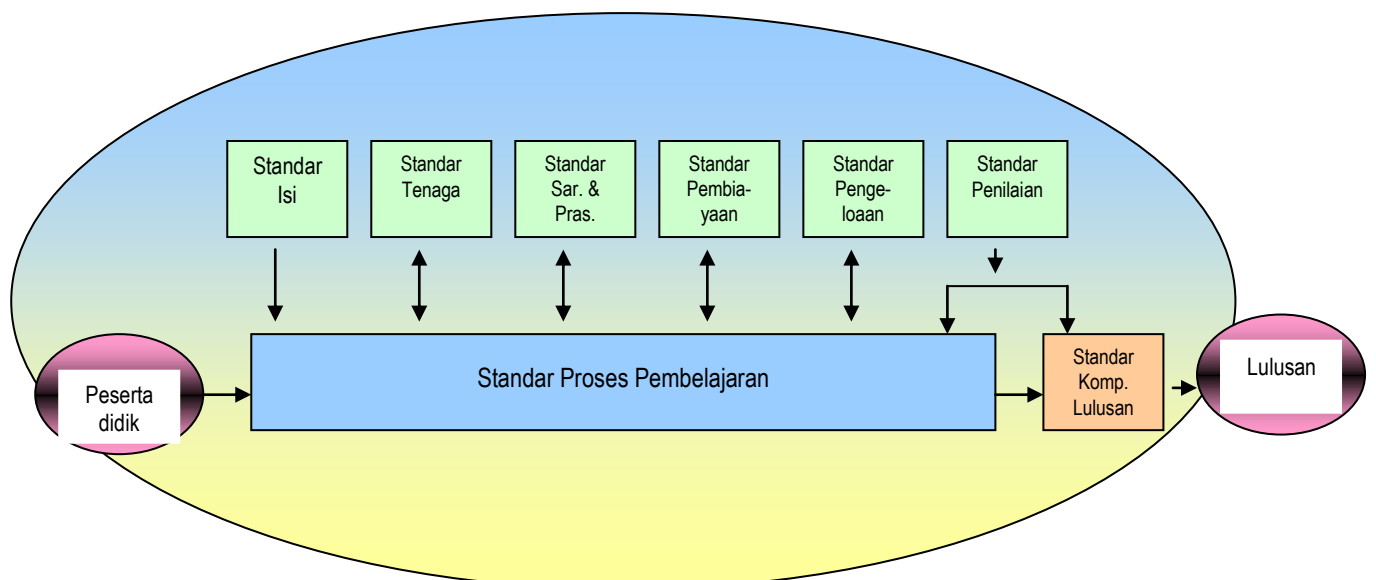 Standar
Isi
Standar
Tenaga
Standar
Sar. &
Pras.
Standar
Pembia-
yaan
Standar
Penge-
loaan
Standar
Penilaian
Peserta
didik
Standar Proses Pembelajaran
Standar
Komp.
Lulusan
Lulusan